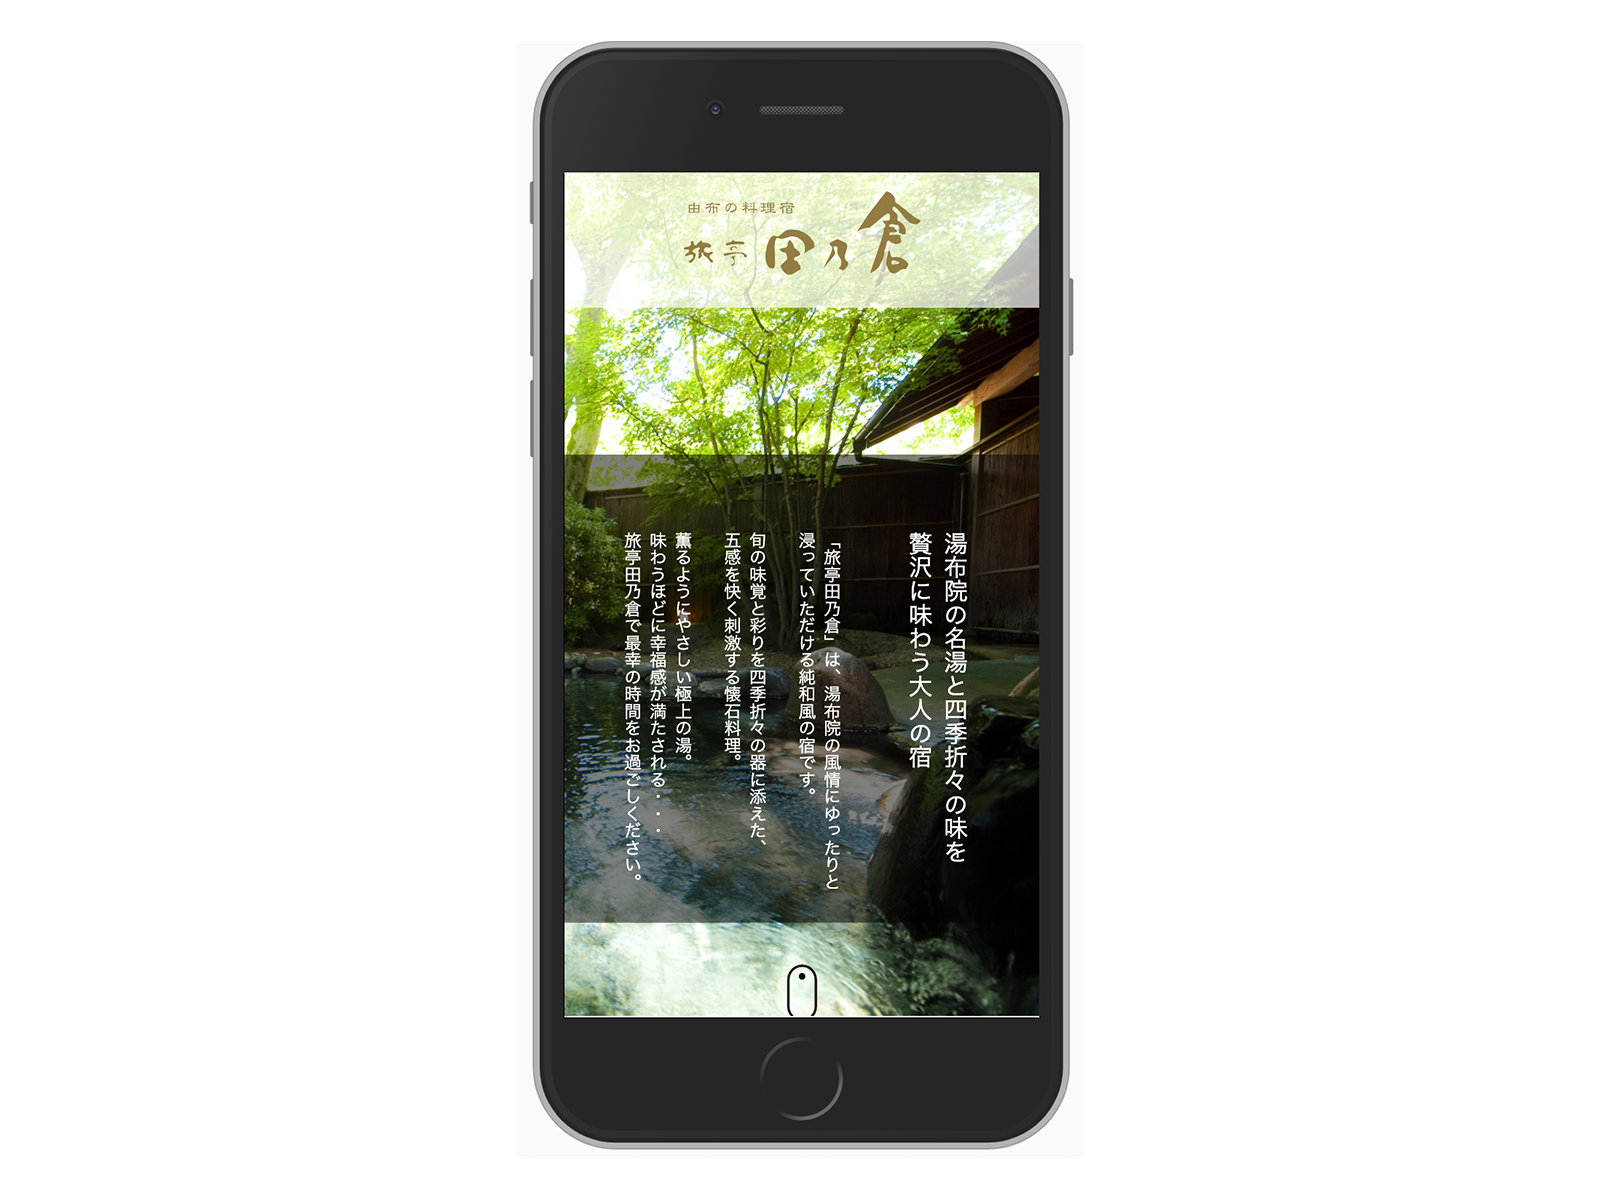 由布の料理宿
旅亭 田乃倉
湯布院の名湯と四季折々の味を
贅沢に味わう大人の宿
「旅亭田乃倉」は、湯布院の風情にゆったりと
浸っていただける純和風の宿です。
旬の味覚と彩りを四季折々の器に添えた、
五感を快く刺激する懐石料理。
薫るようにやさしい極上の湯。
味わうほどに幸福感が満たされる・・・
旅亭田乃倉で最幸の時間をお過ごしください。